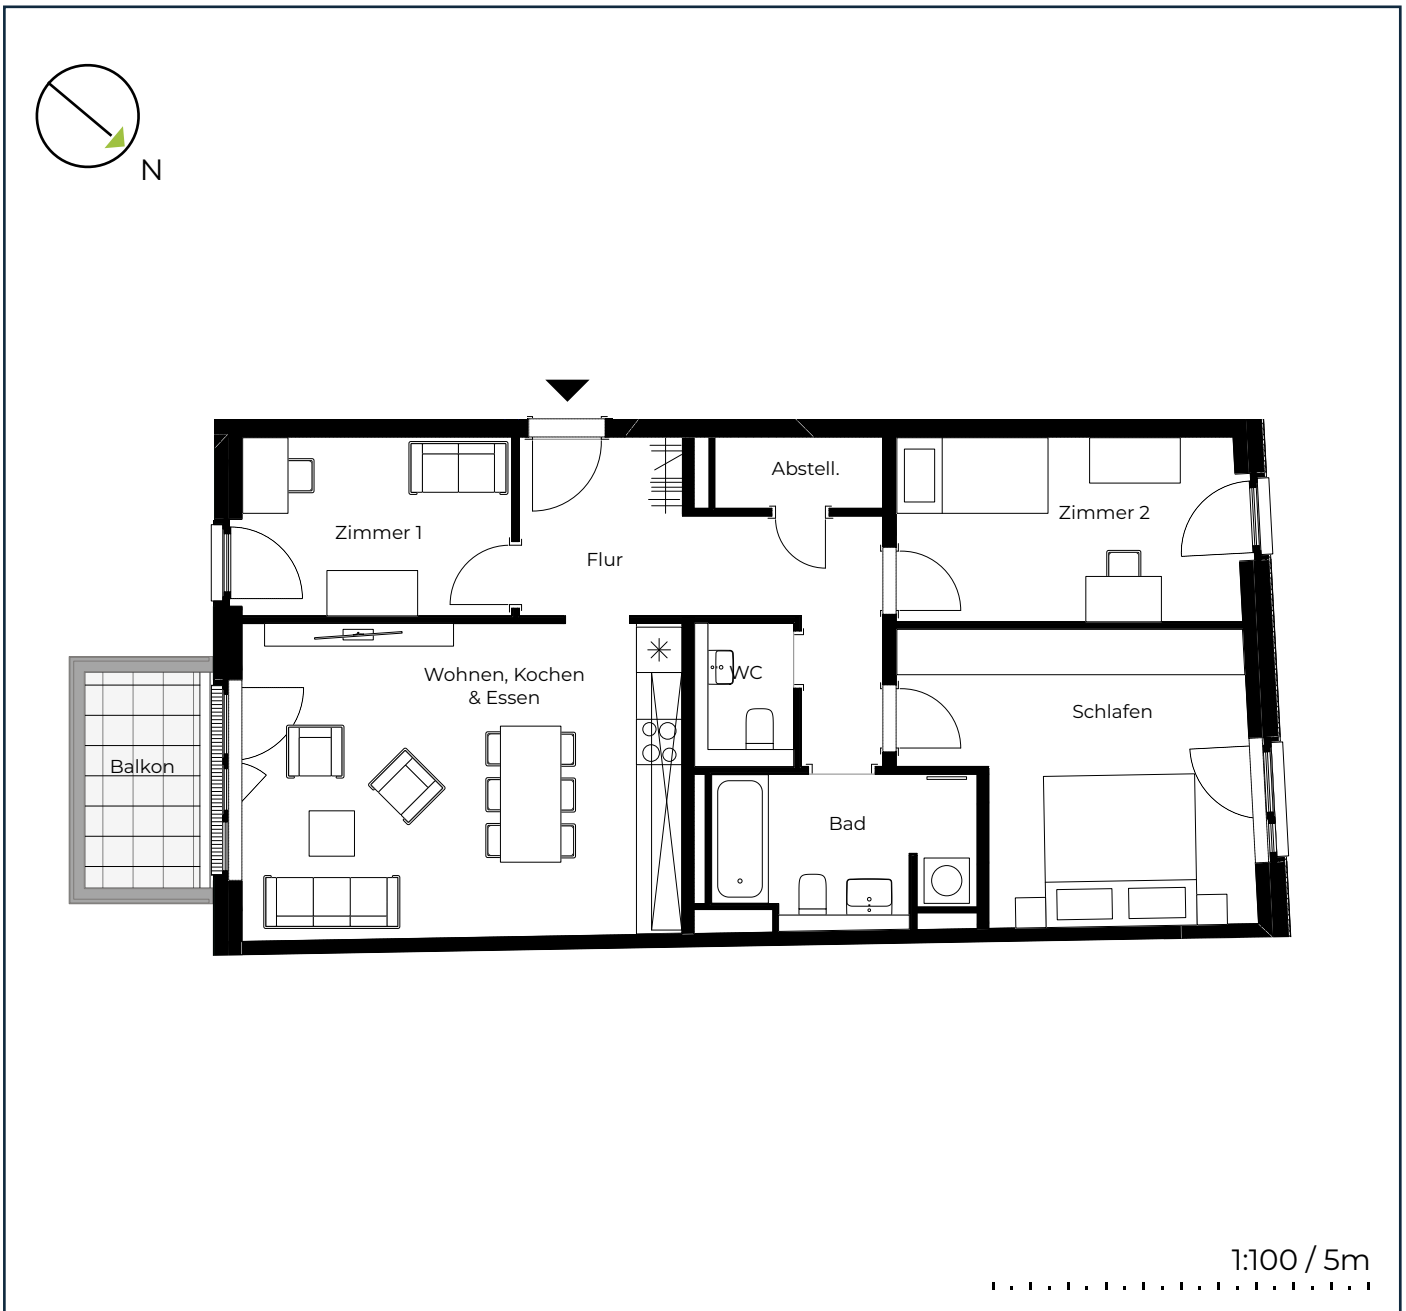 N
Abstell.
Zimmer 1
Zimmer 2
Flur
Wohnen, Kochen
& Essen
WC
Schlafen
Balkon
Bad
1:100 / 5m